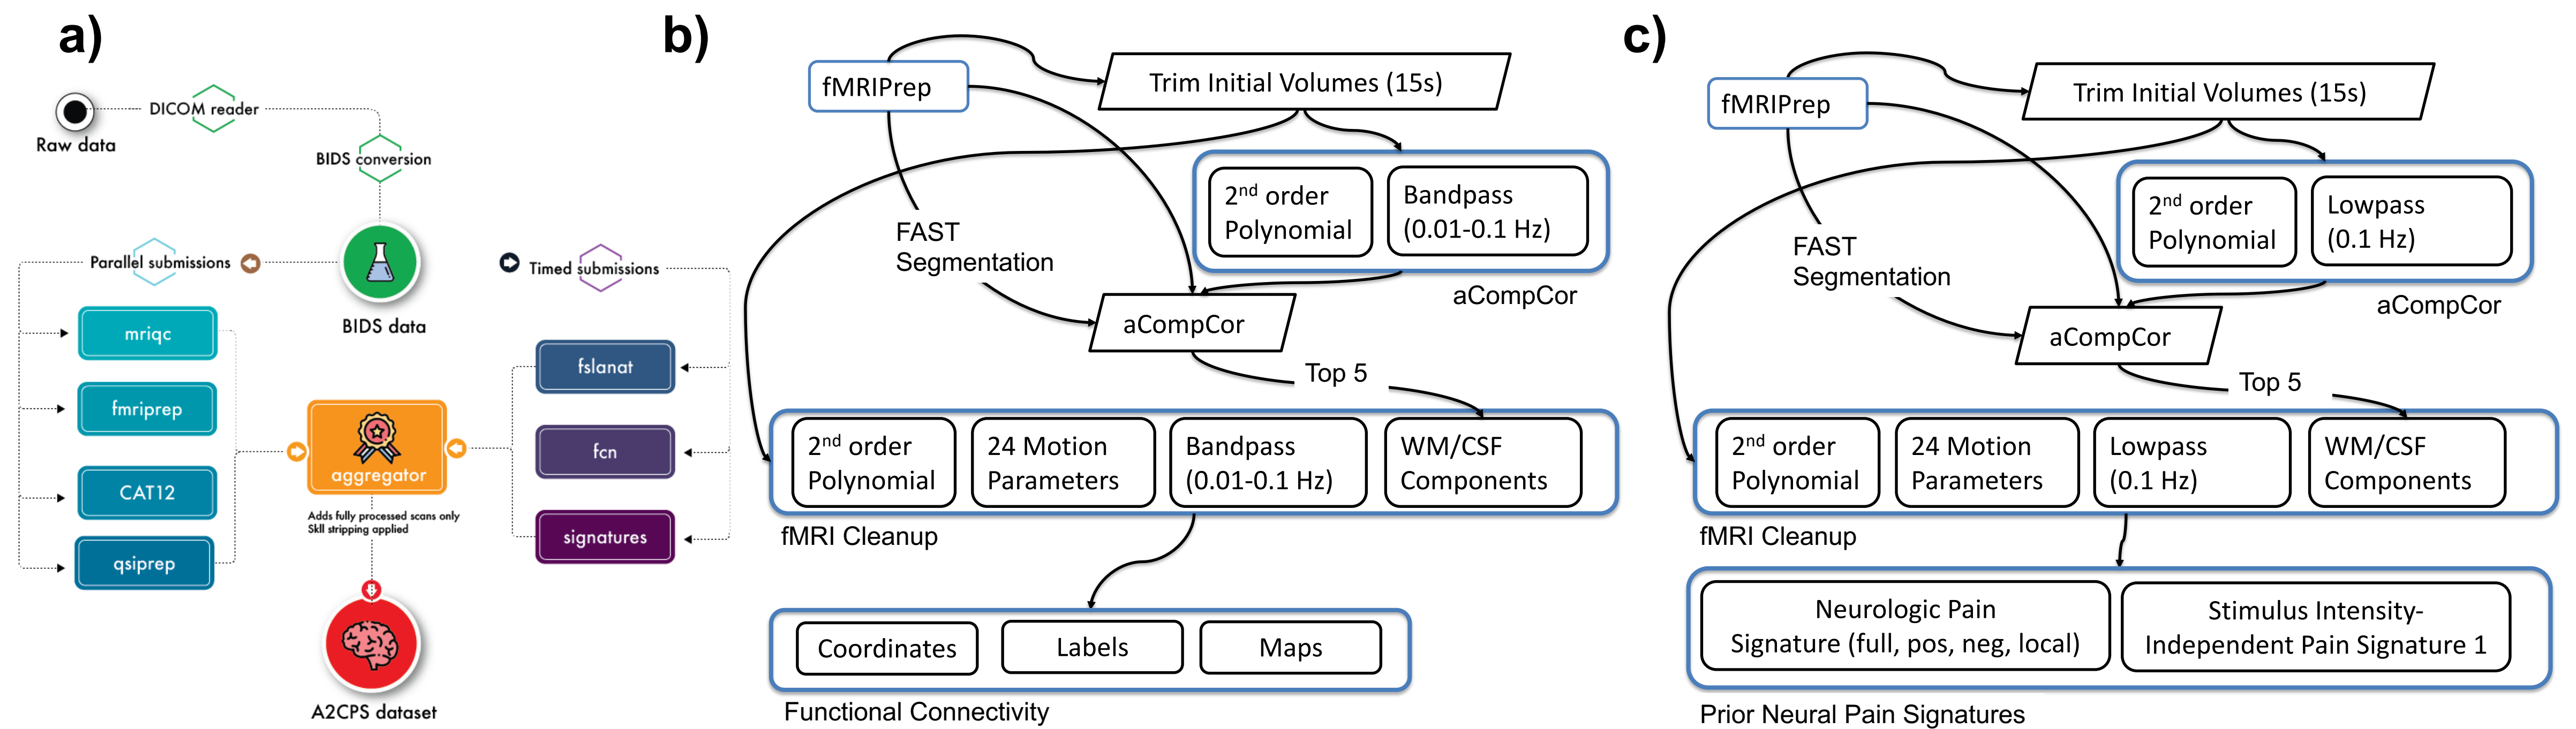 a)
DICOM reader
Raw data
BIDS conversion
Parallel submissions
BIDS data
Timed submissions
mriqc
fmriprep
CAT12
qsiprep
aggregator
Adds fully processed scans only
Skll stripping applied
fslanat
fcn
signatures
A2CPS dataset
b)
fMRIPrep
Trim Initial Volumes (15s)
2nd order
Polynomial
Bandpass
(0.01-0.1 Hz)
aCompCor
FAST
Segmentation
aCompCor
Top 5
2nd order
Polynomial
24 Motion
Parameters
Bandpass
(0.01-0.1 Hz)
WM/CSF
Components
fMRI Cleanup
Coordinates
Labels
Maps
Functional Connectivity
c)
fMRIPrep
Trim Initial Volumes (15s)
2nd order
Polynomial
Lowpass
(0.1 Hz)
aCompCor
FAST
Segmentation
aCompCor
Top 5
2nd order
Polynomial
24 Motion
Parameters
Lowpass
(0.1 Hz)
WM/CSF
Components
fMRI Cleanup
Neurologic Pain
Signature (full, pos, neg, local)
Stimulus Intensity-
Independent Pain Signature 1
Prior Neural Pain Signatures